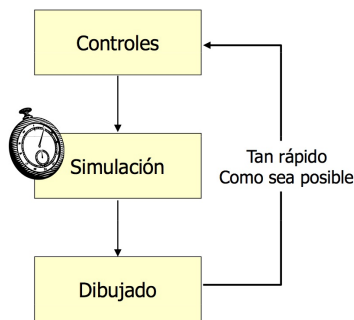 Controles
Simulación
Tan rápido
Como sea posible
Dibujado